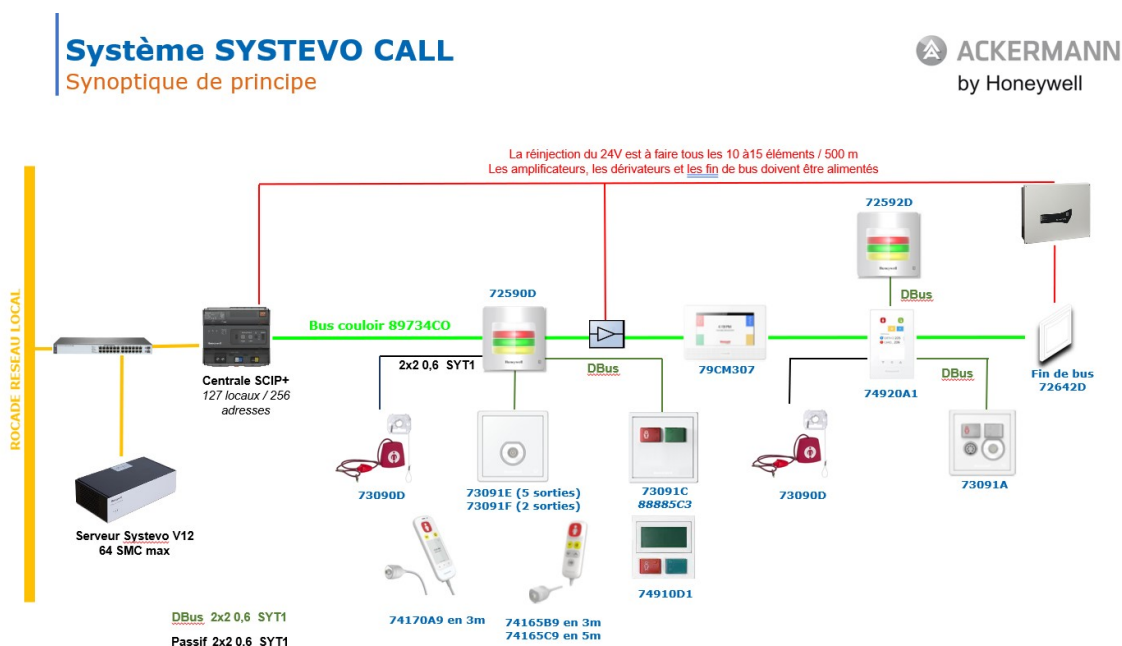 Système SYSTEVO CALL
Synoptique de principe
ACKERMANN
by Honeywell
La réinjection du 24V est à faire tous les 10 à15 éléments / 500 m
Les amplificateurs, les dérivateurs et les fin de bus doivent être alimentés
ROCADE RESEAU LOCAL
72592D
DBus
72590D
Bus couloir 89734CO
2x2 0,6 SYT1
DBus
79CM307
74920A1
DBus
Fin de bus
72642D
Centrale SCIP+
127 locaux / 256
adresses
73090D
73091E (5 sorties)
73091F (2 sorties)
73091C
88885C3
73090D
73091A
Serveur Systevo V12
64 SMC max
74910D1
74170A9 en 3m
74165B9 en 3m
74165C9 en 5m
DBus 2x2 0,6 SYT1
Passif 2x2 0.6 SYT1